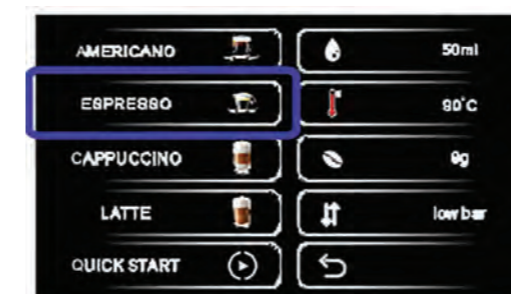 AMERICANO 50ml
ESPRESSO 90°C
CAPPUCCINO 9g
LATTE low bar
QUICK START